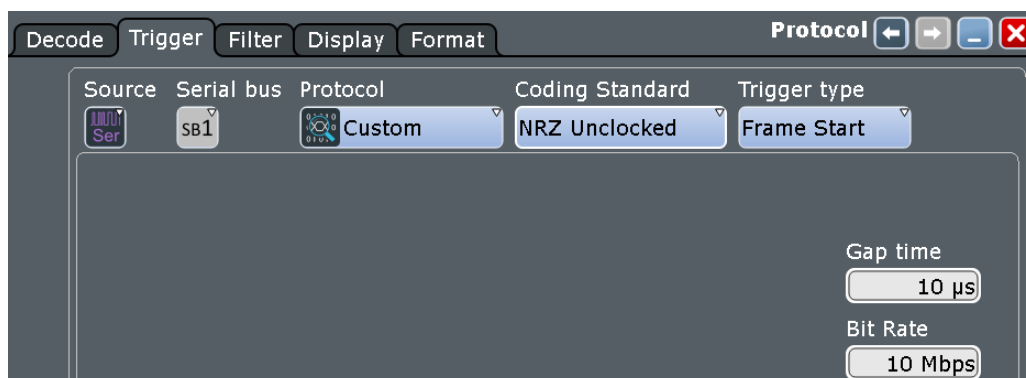 Decode Trigger Filter Display Format Protocol
Source Serial bus Protocol Coding Standard Trigger type
Ser SB1 Custom NRZ Unclocked Frame Start
Gap time
10 µs
Bit Rate
10 Mbps